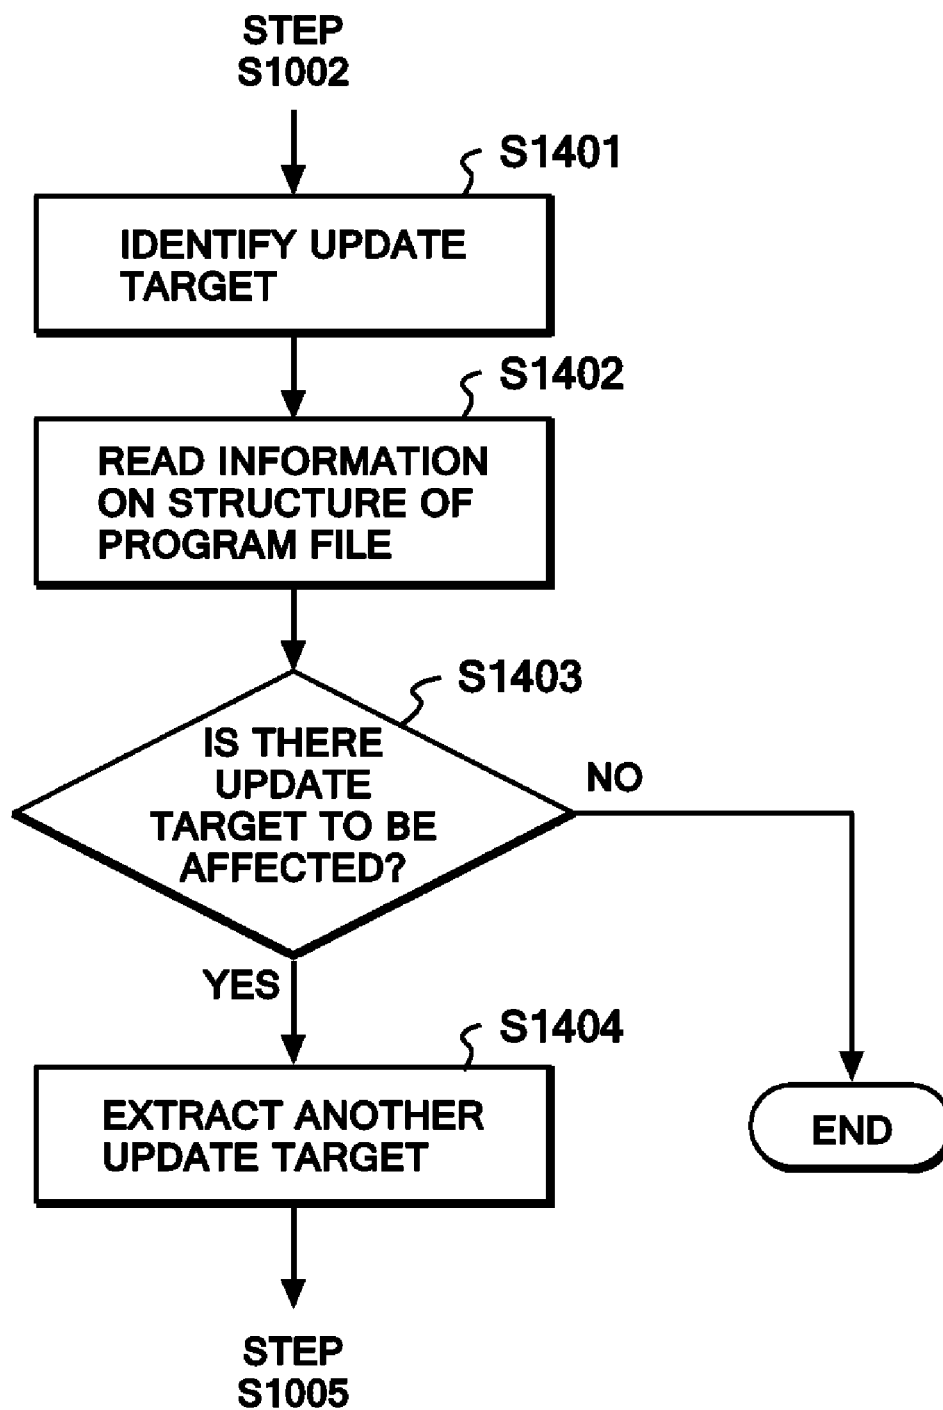 STEP
S1002
S1401
IDENTIFY UPDATE
TARGET
S1402
READ INFORMATION
ON STRUCTURE OF
PROGRAM FILE
S1403
IS THERE
UPDATE
TARGET TO BE
AFFECTED?
NO
YES
S1404
EXTRACT ANOTHER
UPDATE TARGET
END
STEP
S1005